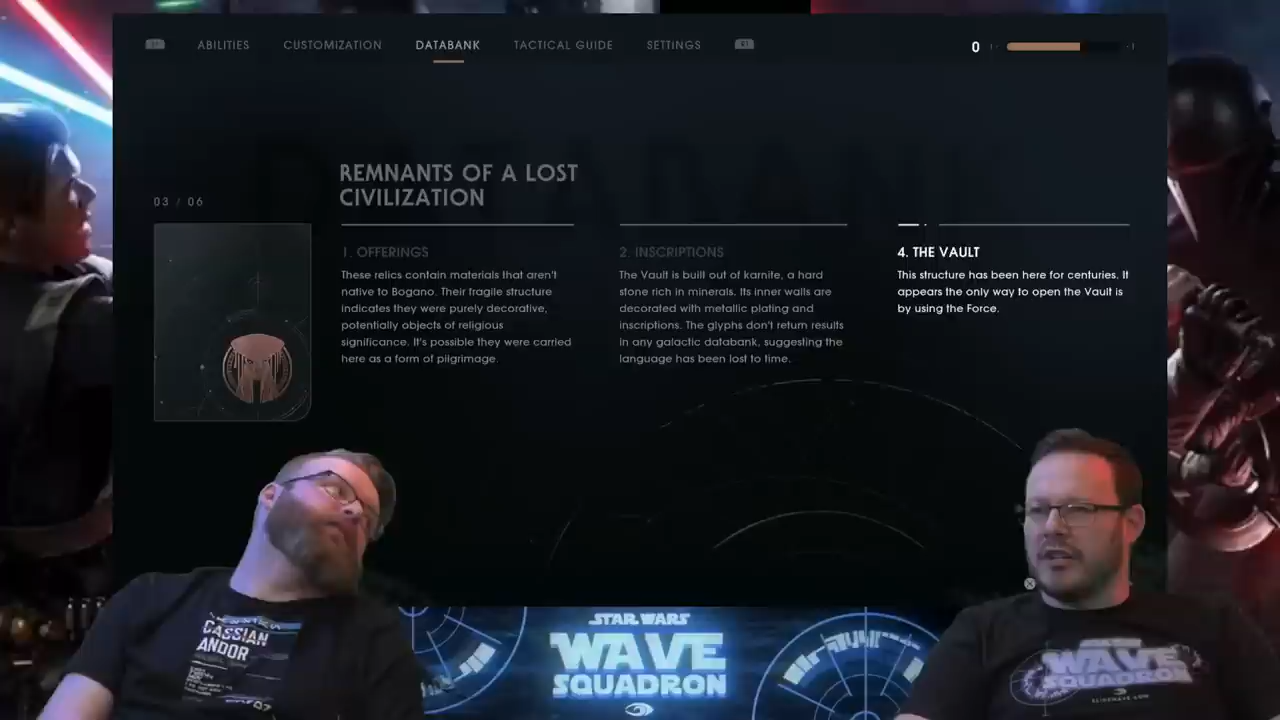 ABILITIES
CUSTOMIZATION
DATABANK
TACTICAL GUIDE
SETTINGS
0
03 / 06
REMNANTS OF A LOST
CIVILIZATION
1. OFFERINGS
These relics contain materials that aren't
native to Bogano. Their fragile structure
indicates they were purely decorative,
potentially objects of religious
significance. It's possible they were carried
here as a form of pilgrimage.
2. INSCRIPTIONS
The Vault is built out of karnite, a hard
stone rich in minerals. Its inner walls are
decorated with metallic plating and
inscriptions. The glyphs don't return results
in any galactic databank, suggesting the
language has been lost to time.
4. THE VAULT
This structure has been here for centuries. It
appears the only way to open the Vault is
by using the Force.
CASSIAN
ANDOR
STAR WARS
WAVE
SQUADRON
WAVE
SQUADRON